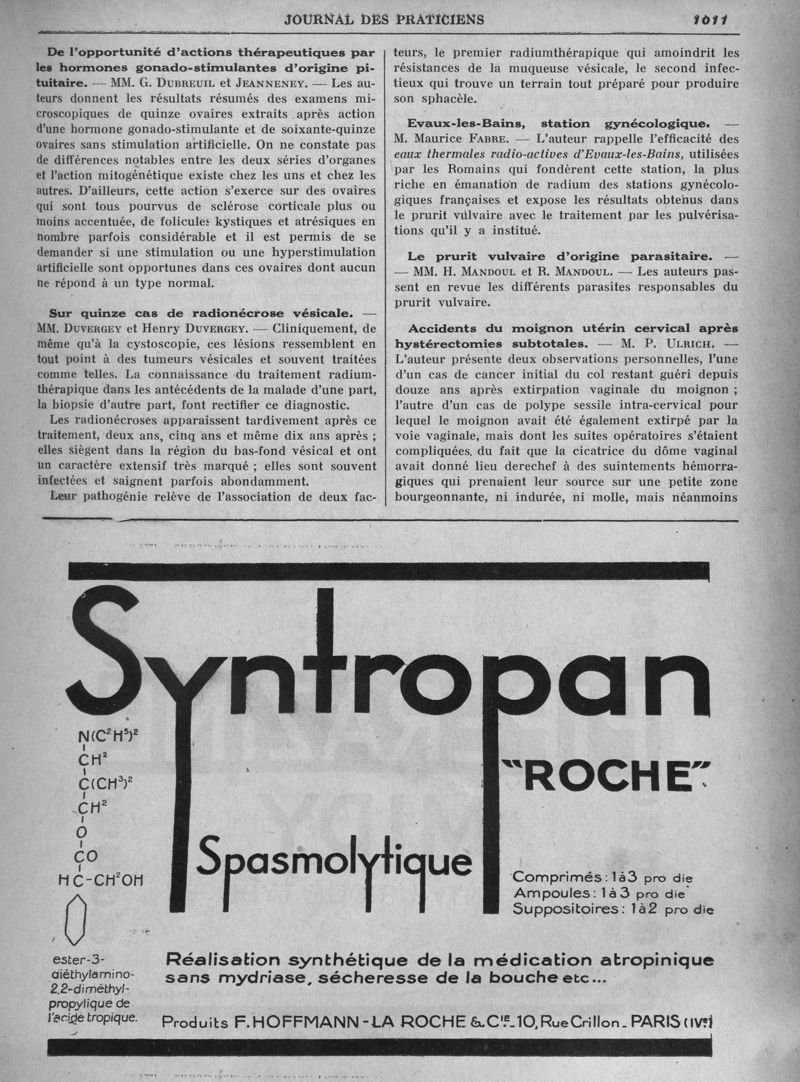 JOURNAL DES PRATICIENS
1011
De l'opportunité d'actions thérapeutiques par
les hormones gonado-stimulantes d'origine pi-
tuitaire. — MM. G. DUBREUIL et JEANNENEY. — Les au-
teurs donnent les résultats résumés des examens mi-
croscopiques de quinze ovaires extraits après action
d'une hormone gonado-stimulante et de soixante-quinze
ovaires sans stimulation artificielle. On ne constate pas
de différences notables entre les deux séries d'organes
et l'action mitogénétique existe chez les uns et chez les
autres. D'ailleurs, cette action s'exerce sur des ovaires
qui sont tous pourvus de sclérose corticale plus ou
moins accentuée, de folicules kystiques et atrésiques en
nombre parfois considérable et il est permis de se
demander si une stimulation ou une hyperstimulation
artificielle sont opportunes dans ces ovaires dont aucun
ne répond à un type normal.
Sur quinze cas de radionécrose vésicale. —
MM. DUVERGEY et Henry DUVERGEY. — Cliniquement, de
même qu'à la cystoscopie, ces lésions ressemblent en
tout point à des tumeurs vésicales et souvent traitées
comme telles. La connaissance du traitement radium-
thérapique dans les antécédents de la malade d'une part,
la biopsie d'autre part, font rectifier ce diagnostic.
Les radionécroses apparaissent tardivement après ce
traitement, deux ans, cinq ans et même dix ans après ;
elles siègent dans la région du bas-fond vésical et ont
un caractère extensif très marqué ; elles sont souvent
infectées et saignent parfois abondamment.
Leur pathogénie relève de l'association de deux fac-
teurs, le premier radiumthérapique qui amoindrit les
résistances de la muqueuse vésicale, le second infec-
tieux qui trouve un terrain tout préparé pour produire
son sphacèle.
Evaux-les-Bains, station gynécologique. —
M. Maurice FABRE. — L'auteur rappelle l'efficacité des
eaux thermales radio-actives d'Evaux-les-Bains, utilisées
par les Romains qui fondèrent cette station, la plus
riche en émanation de radium des stations gynécolo-
giques françaises et expose les résultats obtenus dans
le prurit vulvaire avec le traitement par les pulvérisa-
tions qu'il y a institué.
Le prurit vulvaire d'origine parasitaire. —
— MM. H. MANDOUL et R. MANDOUL. — Les auteurs pas-
sent en revue les différents parasites responsables du
prurit vulvaire.
Accidents du moignon utérin cervical après
hystérectomies subtotales. — M. P. ULRICH. —
L'auteur présente deux observations personnelles, l'une
d'un cas de cancer initial du col restant guéri depuis
douze ans après extirpation vaginale du moignon ;
l'autre d'un cas de polype sessile intra-cervical pour
lequel le moignon avait été également extirpé par la
voie vaginale, mais dont les suites opératoires s'étaient
compliquées, du fait que la cicatrice du dôme vaginal
avait donné lieu derechef à des suintements hémorra-
giques qui prenaient leur source sur une petite zone
bourgeonnante, ni indurée, ni molle, mais néanmoins
Syntropan
"ROCHE"
Spasmolytique
N(C²H⁵)²
CH²
C(CH³)²
CH²
O
CO
HC-CH²OH
ester-3-
diéthylamino-
2,2-diméthyl-
propylique de
l'acide tropique.
Comprimés : 1 à 3 pro die
Ampoules : 1 à 3 pro die
Suppositoires : 1 à 2 pro die
Réalisation synthétique de la médication atropinique
sans mydriase, sécheresse de la bouche etc...
Produits F. HOFFMANN-LA ROCHE & Cie_10, Rue Crillon_ PARIS (IVe)